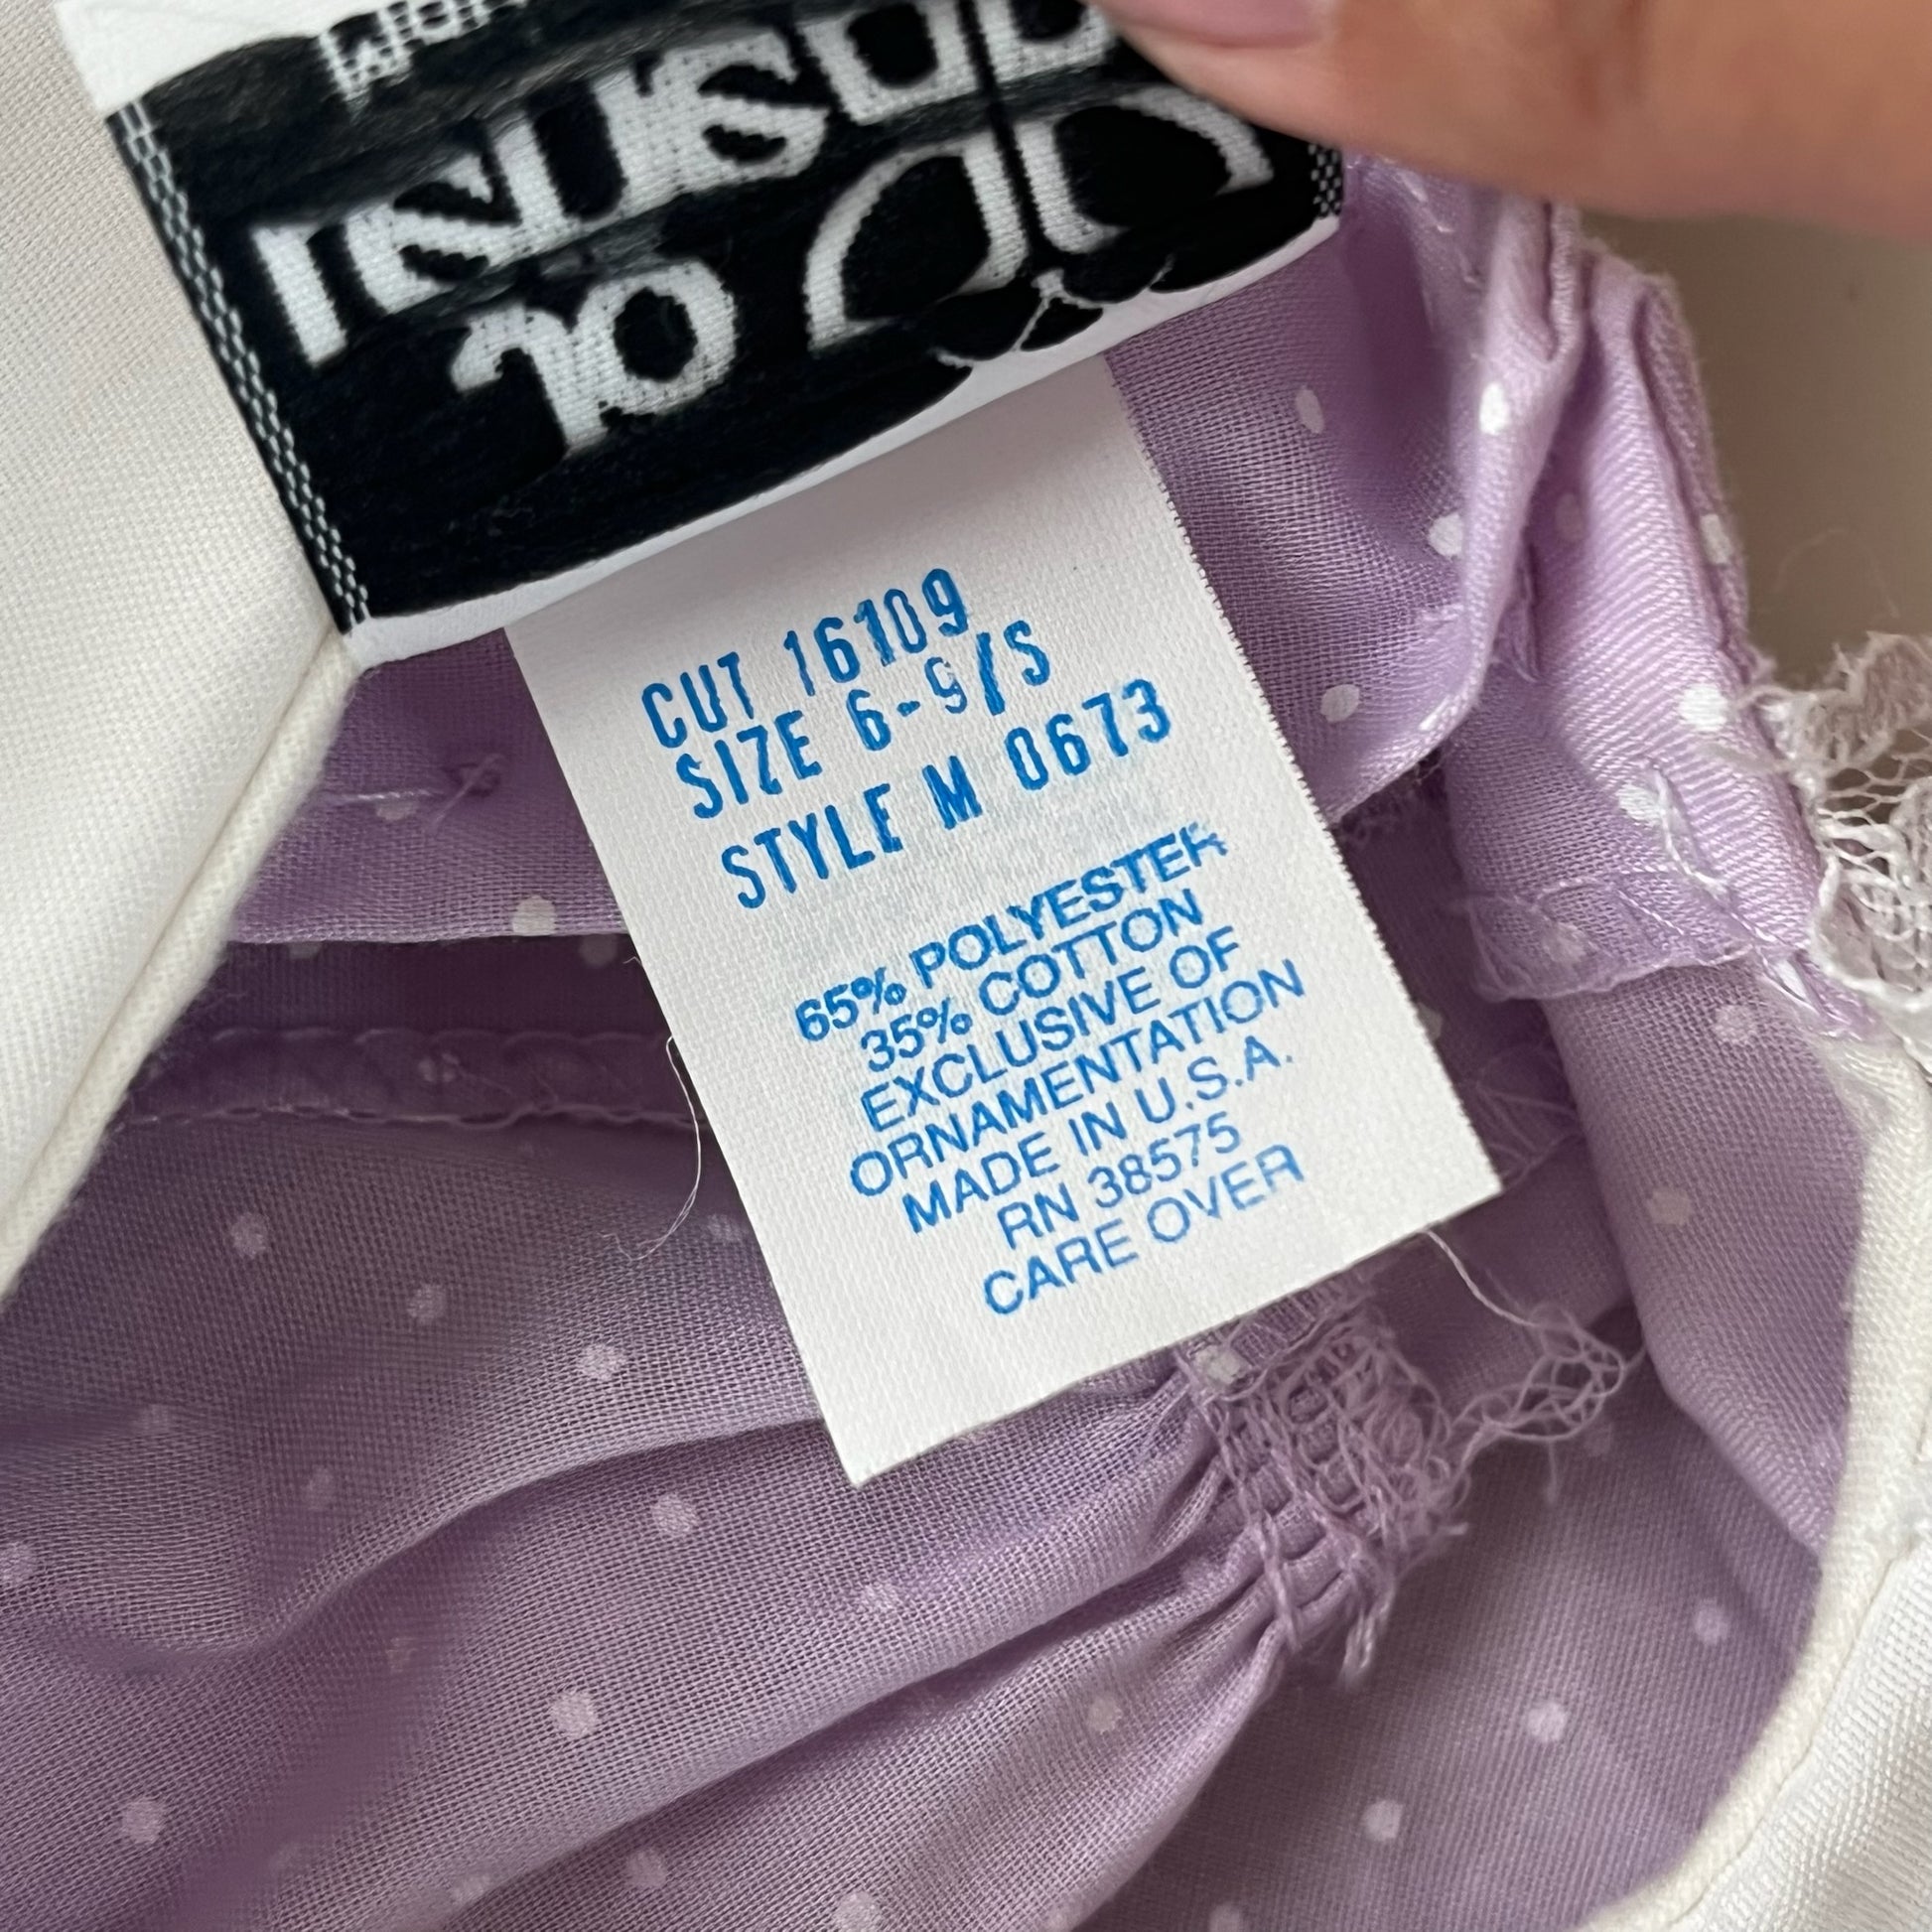 CUT 16109
SIZE 6-9/S
STYLE M 0673
65% POLYESTER
35% COTTON
EXCLUSIVE OF
ORNAMENTATION
MADE IN U.S.A.
RN 38575
CARE OVER